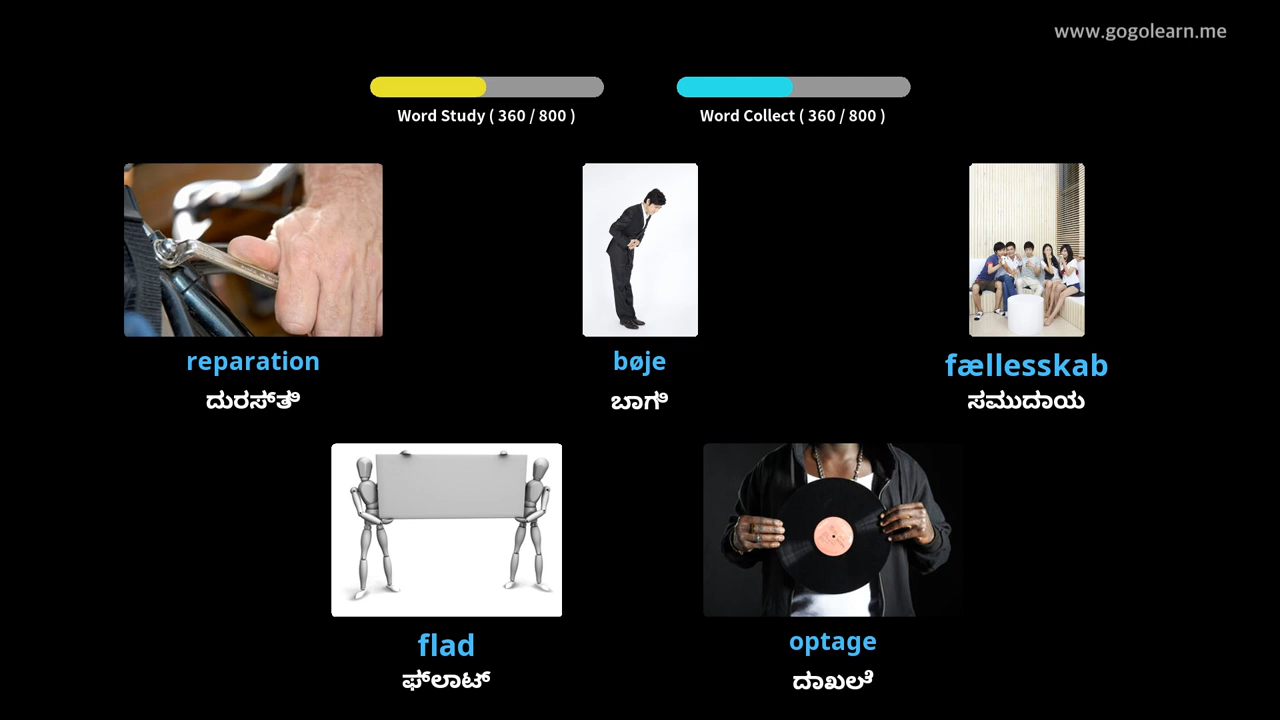 www.gogolearn.me
Word Study ( 360 / 800 )
Word Collect ( 360 / 800 )
reparation
ದುರಸ್ತಿ
bøje
ಬಾಗಿ
fællesskab
ಸಮುದಾಯ
flad
ಫ್ಲಾಟ್
optage
ದಾಖಲೆ